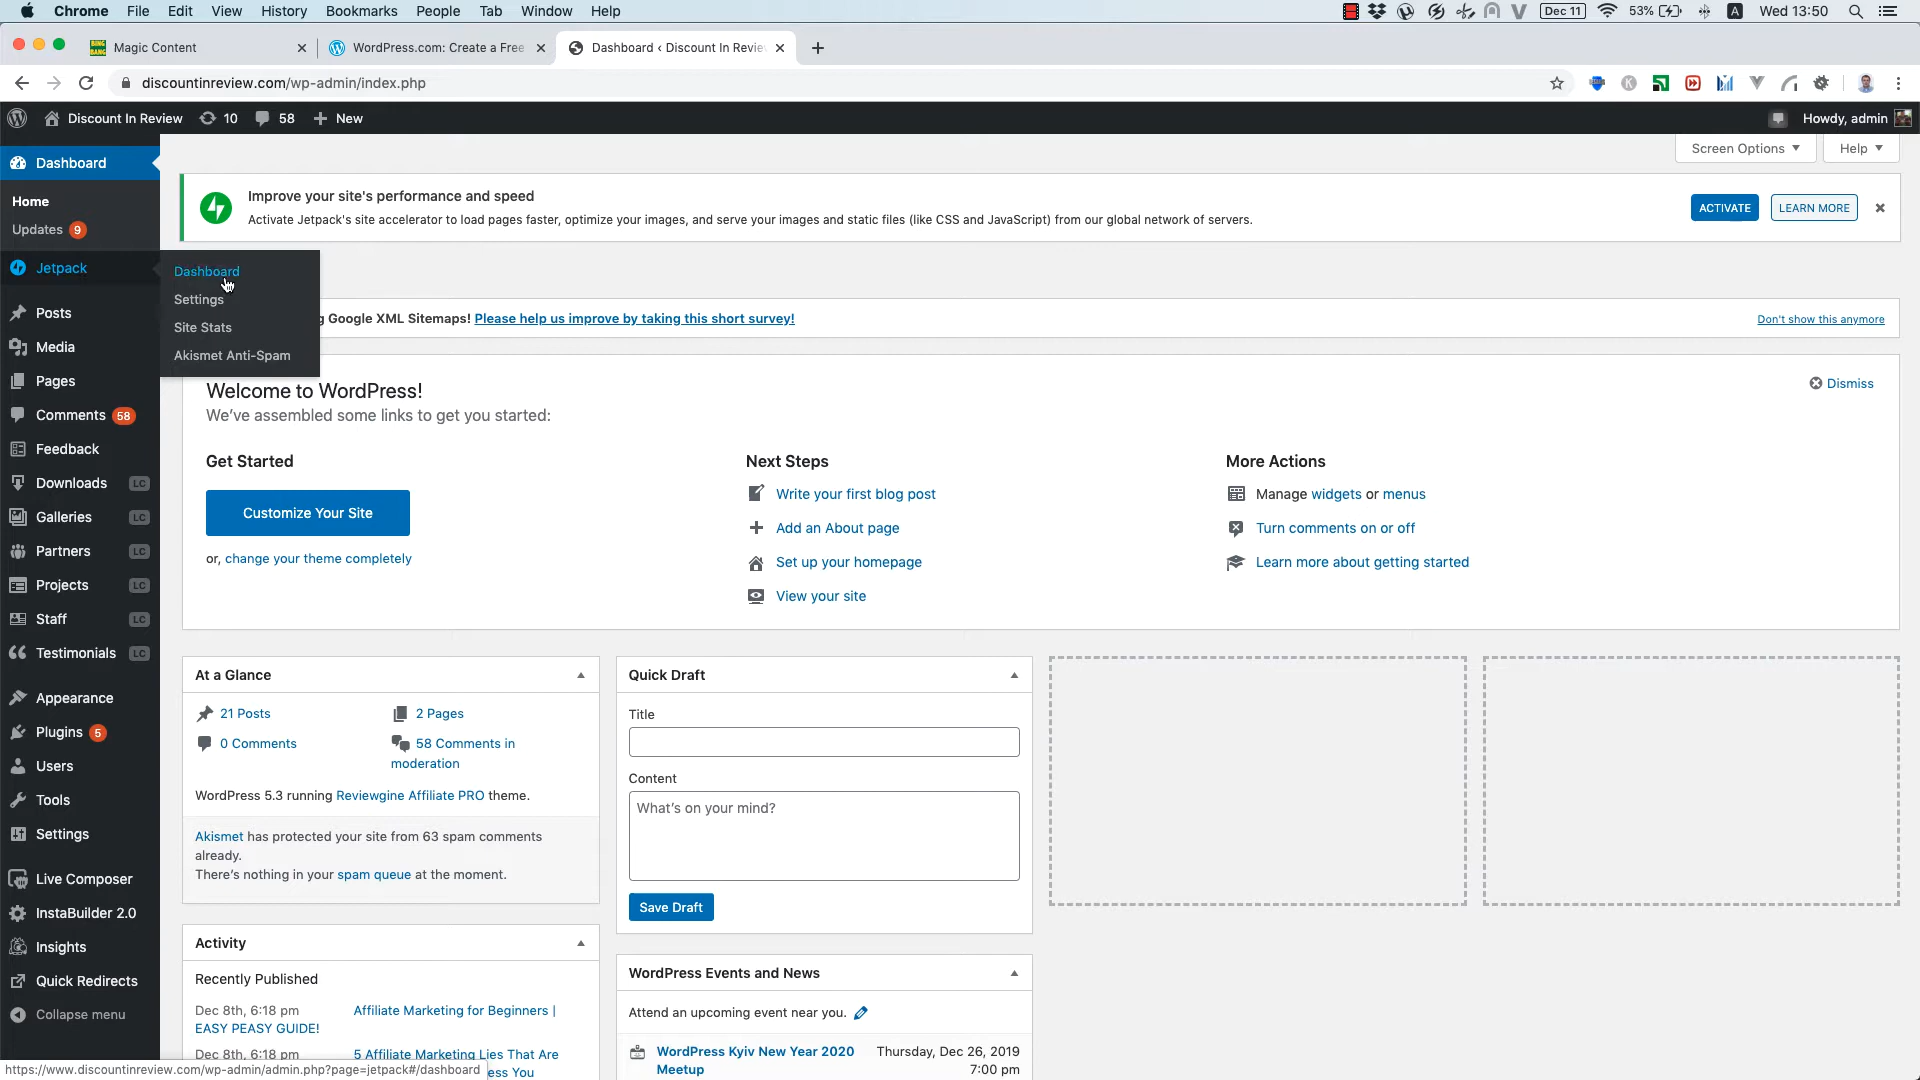 Chrome File Edit View History Bookmarks People Tab Window Help
Dec 11 53% A Wed 13:50
Magic Content
WordPress.com: Create a Free
Dashboard ‹ Discount In Revie
discountinreview.com/wp-admin/index.php
Discount In Review 10 58 New
Howdy, admin
Dashboard
Home
Updates 9
Jetpack
Posts
Media
Pages
Comments 58
Feedback
Downloads LC
Galleries LC
Partners LC
Projects LC
Staff LC
Testimonials LC
Appearance
Plugins 5
Users
Tools
Settings
Live Composer
InstaBuilder 2.0
Insights
Quick Redirects
Collapse menu
Dashboard
Settings
Site Stats
Akismet Anti-Spam
Screen Options Help
Improve your site's performance and speed
Activate Jetpack's site accelerator to load pages faster, optimize your images, and serve your images and static files (like CSS and JavaScript) from our global network of servers.
ACTIVATE LEARN MORE
g Google XML Sitemaps! Please help us improve by taking this short survey!
Don't show this anymore
Welcome to WordPress!
We've assembled some links to get you started:
Dismiss
Get Started
Customize Your Site
or, change your theme completely
Next Steps
Write your first blog post
Add an About page
Set up your homepage
View your site
More Actions
Manage widgets or menus
Turn comments on or off
Learn more about getting started
At a Glance
21 Posts 2 Pages
0 Comments 58 Comments in
moderation
WordPress 5.3 running Reviewgine Affiliate PRO theme.
Akismet has protected your site from 63 spam comments
already.
There's nothing in your spam queue at the moment.
Activity
Recently Published
Dec 8th, 6:18 pm Affiliate Marketing for Beginners |
EASY PEASY GUIDE!
Dec 8th, 6:18 pm 5 Affiliate Marketing Lies That Are
ess You
Quick Draft
Title
Content
What's on your mind?
Save Draft
WordPress Events and News
Attend an upcoming event near you.
WordPress Kyiv New Year 2020 Thursday, Dec 26, 2019
Meetup 7:00 pm
https://www.discountinreview.com/wp-admin/admin.php?page=jetpack#/dashboard